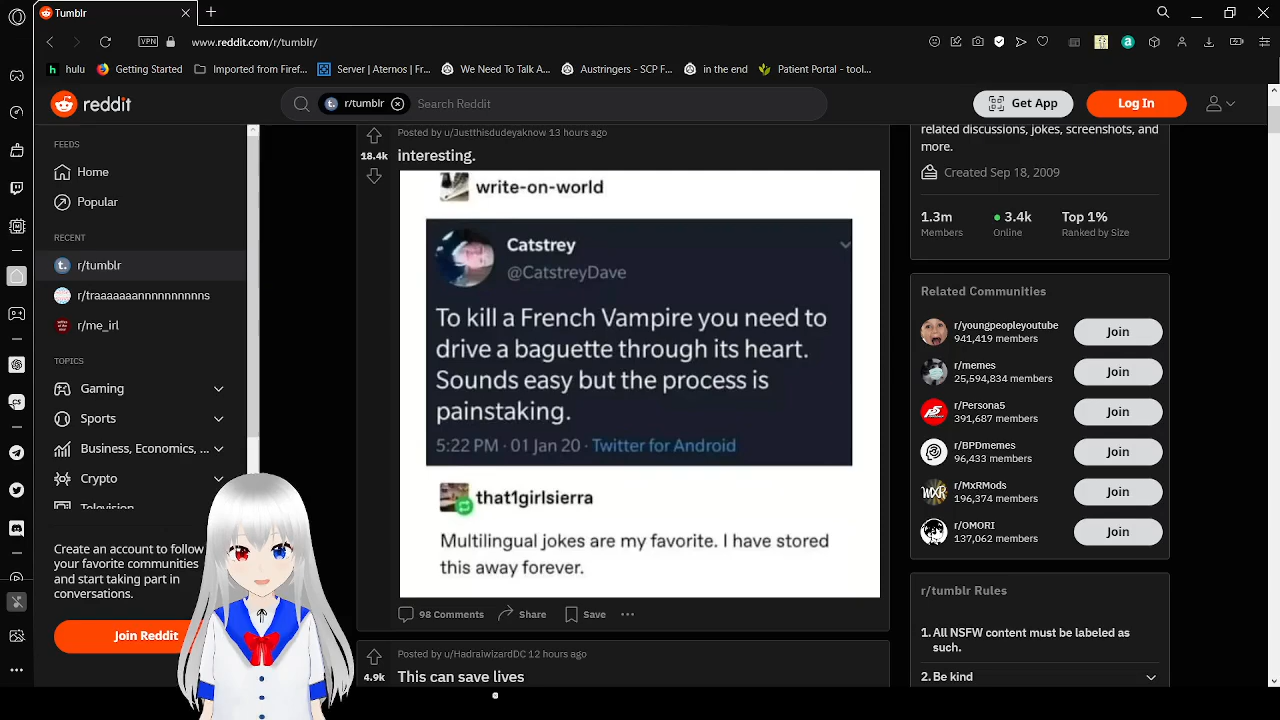 Tumblr
VPN
www.reddit.com/r/tumblr/
hulu
Getting Started
Imported from Firef...
Server | Aternos | Fr...
We Need To Talk A...
Austringers - SCP F...
in the end
Patient Portal - tool...
reddit
r/tumblr
Search Reddit
Get App
Log In
FEEDS
Home
Popular
RECENT
r/tumblr
r/traaaaaaannnnnnnnns
r/me_irl
TOPICS
Gaming
Sports
Business, Economics, ...
Crypto
Television
Create an account to follow
your favorite communities
and start taking part in
conversations.
Join Reddit
Posted by u/Justthisdudeyaknow 13 hours ago
18.4k
interesting.
write-on-world
Catstrey
@CatstreyDave
To kill a French Vampire you need to
drive a baguette through its heart.
Sounds easy but the process is
painstaking.
5:22 PM · 01 Jan 20 · Twitter for Android
that1girlsierra
Multilingual jokes are my favorite. I have stored
this away forever.
98 Comments
Share
Save
Posted by u/HadraiwizardDC 12 hours ago
4.9k
This can save lives
related discussions, jokes, screenshots, and
more.
Created Sep 18, 2009
1.3m
Members
3.4k
Online
Top 1%
Ranked by Size
Related Communities
r/youngpeopleyoutube
941,419 members
Join
r/memes
25,594,834 members
Join
r/Persona5
391,687 members
Join
r/BPDmemes
96,433 members
Join
r/MxRMods
196,374 members
Join
r/OMORI
137,062 members
Join
r/tumblr Rules
1. All NSFW content must be labeled as
such.
2. Be kind